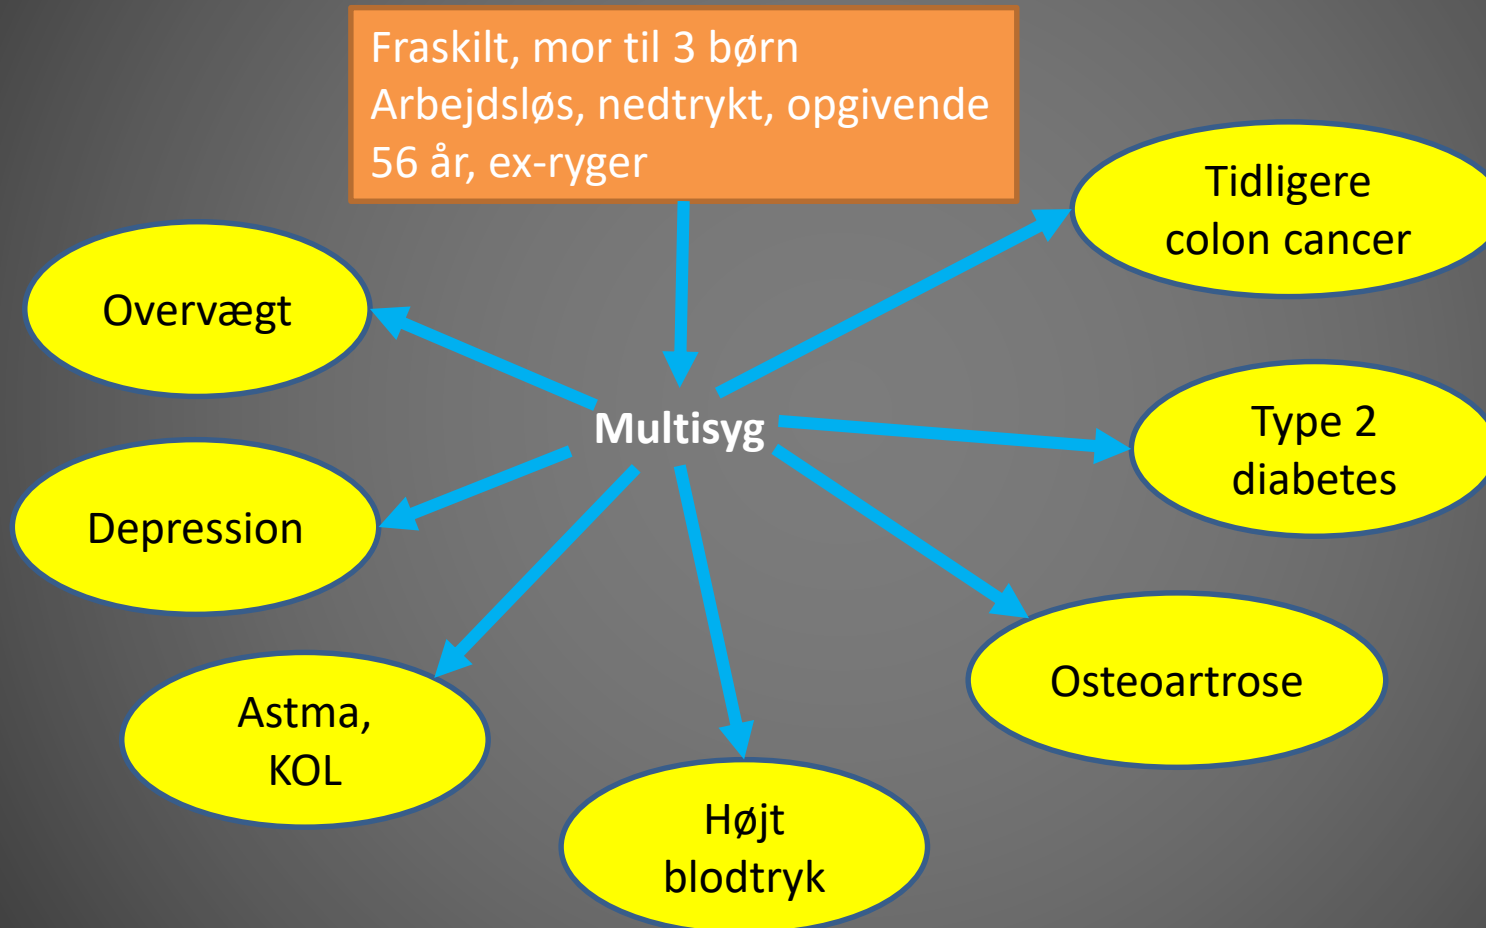 Fraskilt, mor til 3 børn
Arbejdsløs, nedtrykt, opgivende
56 år, ex-ryger
Tidligere
colon cancer
Overvægt
Multisyg
Type 2
diabetes
Depression
Osteoartrose
Astma,
KOL
Højt
blodtryk